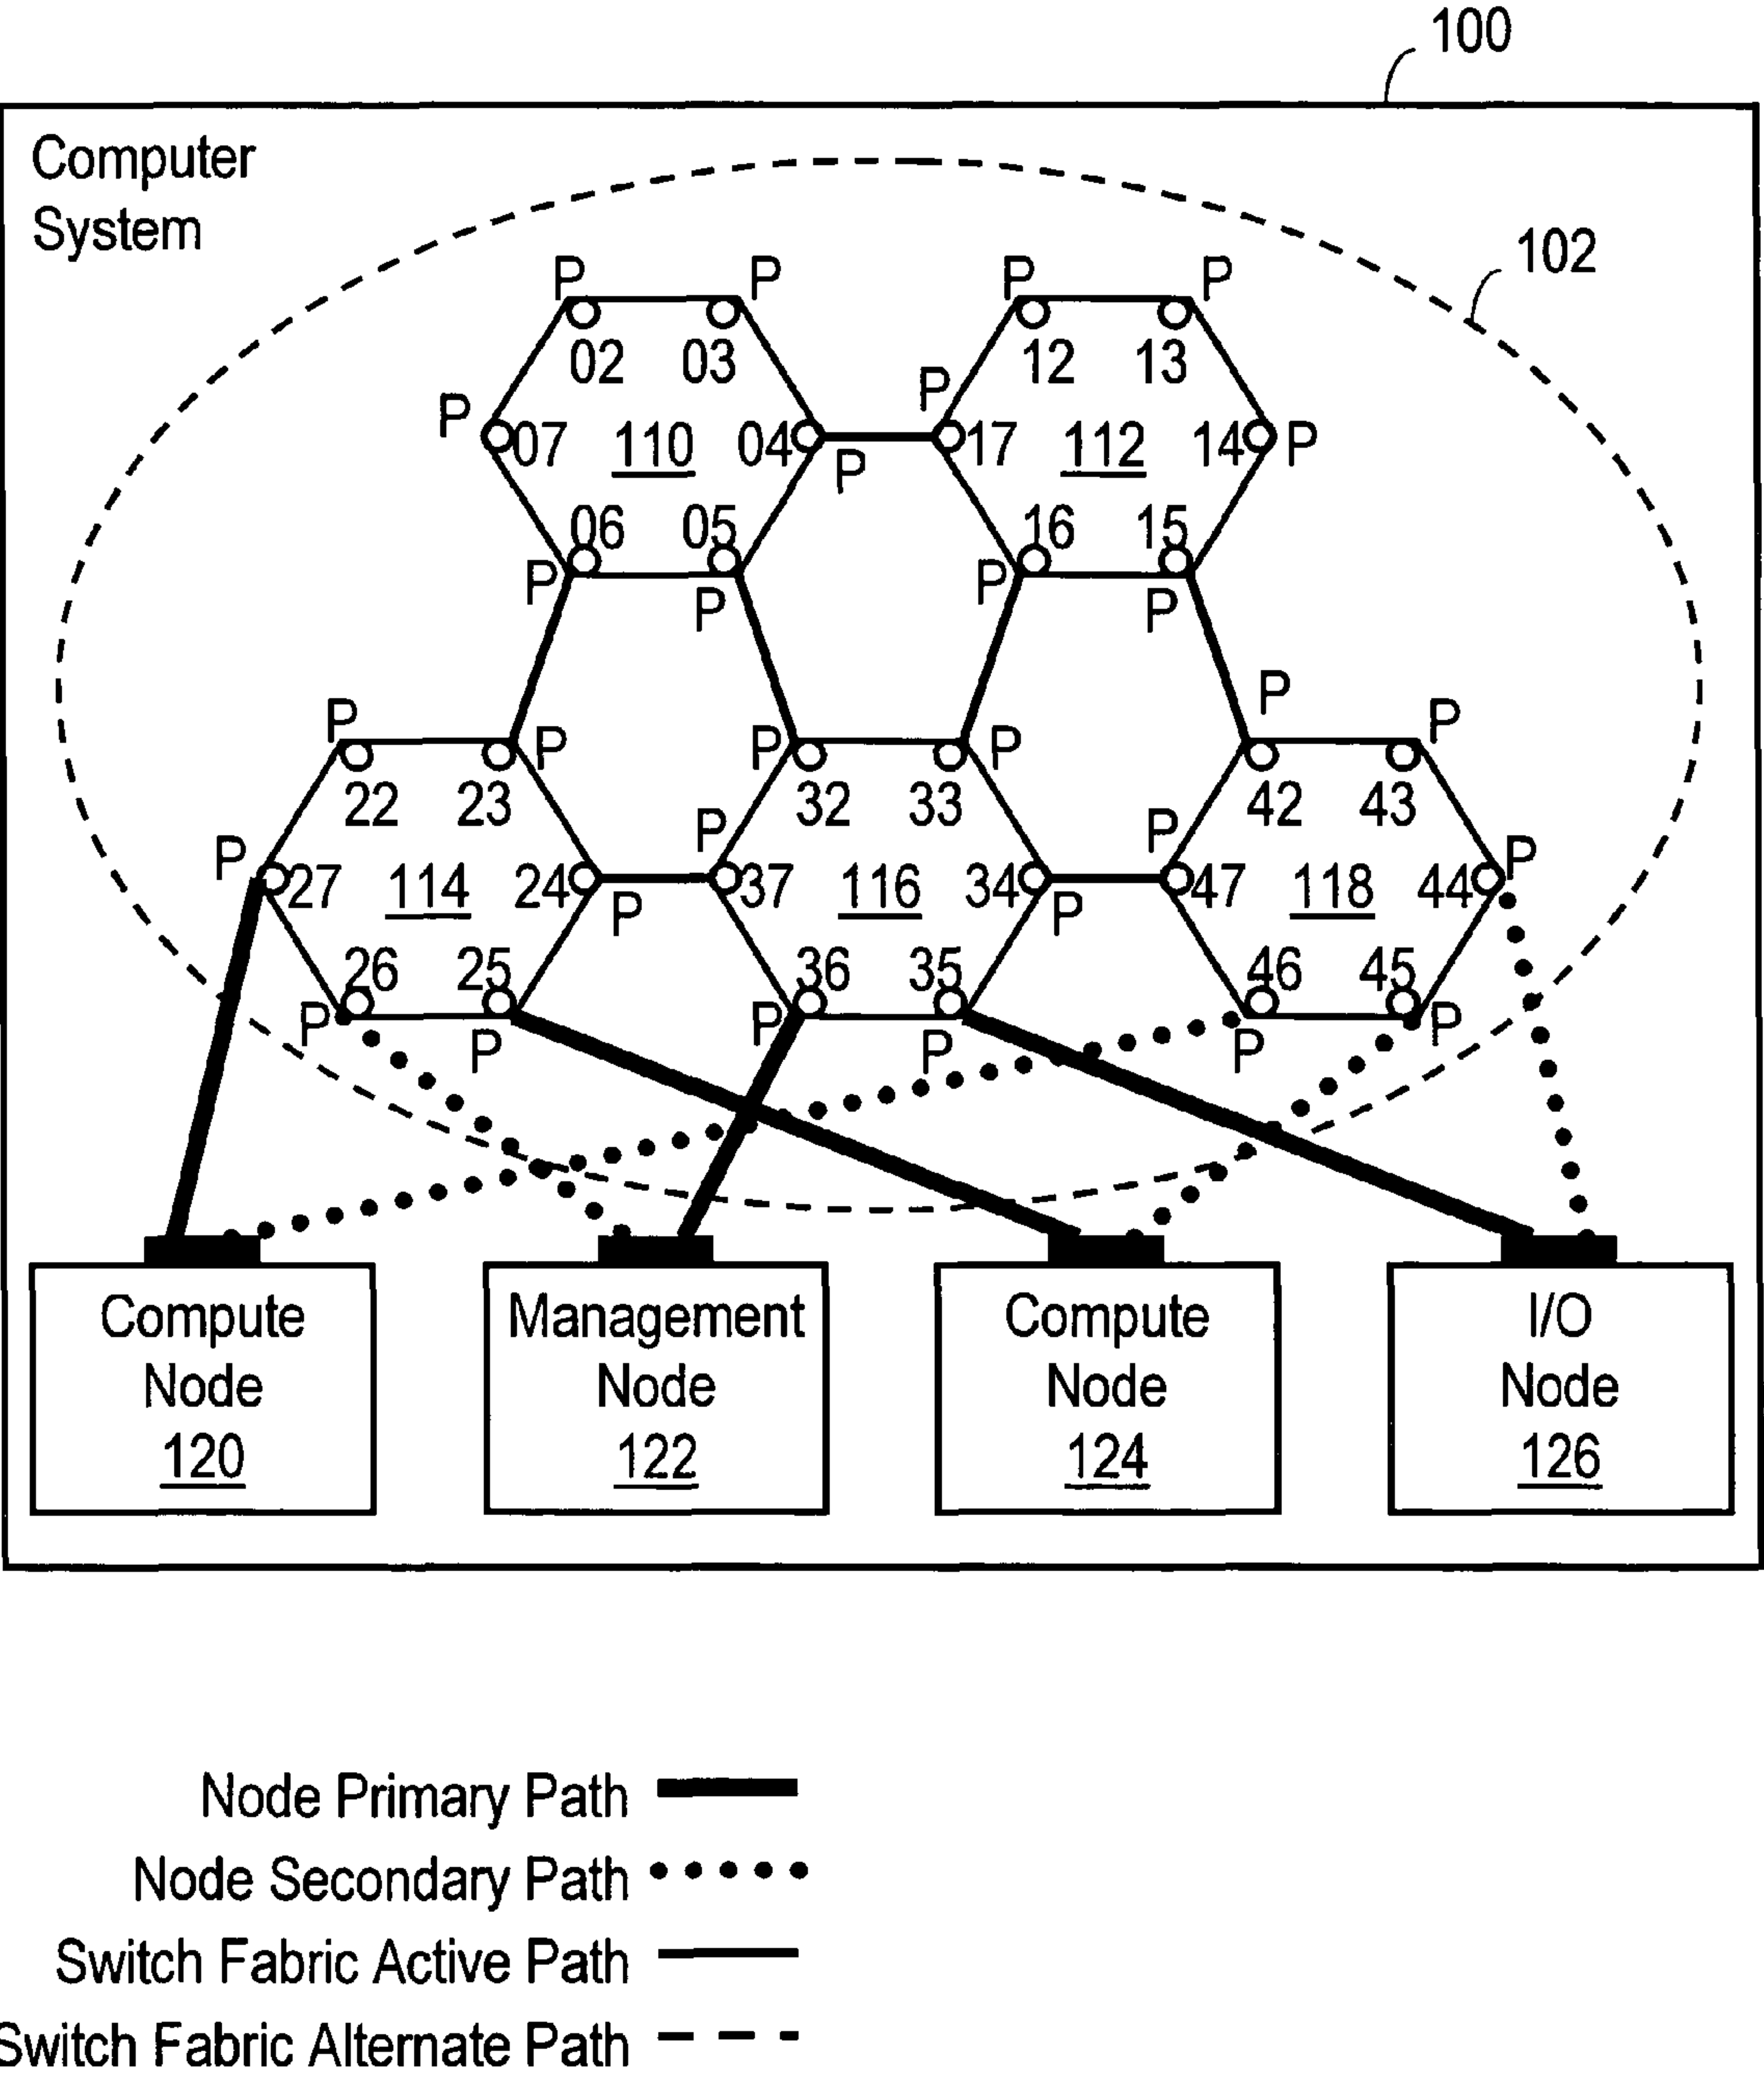 100
Computer
System
102
P P P P
02 03 12 13
P 07 110 04 P P 17 112 14 P
06 05 16 15
P P P P
P P P P P P
22 23 32 33 42 43
P 27 114 24 P P 37 116 34 P P 47 118 44 P
26 25 36 35 46 45
P P P P P P
Compute
Node
120
Management
Node
122
Compute
Node
124
I/O
Node
126
Node Primary Path
Node Secondary Path
Switch Fabric Active Path
Switch Fabric Alternate Path